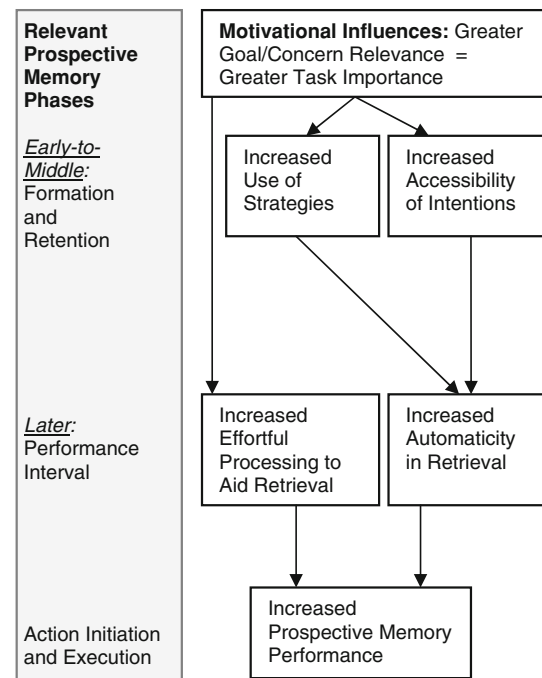 Relevant
Prospective
Memory
Phases
Early-to-
Middle:
Formation
and
Retention
Later:
Performance
Interval
Action Initiation
and Execution
Motivational Influences: Greater
Goal/Concern Relevance =
Greater Task Importance
Increased
Use of
Strategies
Increased
Accessibility
of Intentions
Increased
Effortful
Processing to
Aid Retrieval
Increased
Automaticity
in Retrieval
Increased
Prospective Memory
Performance